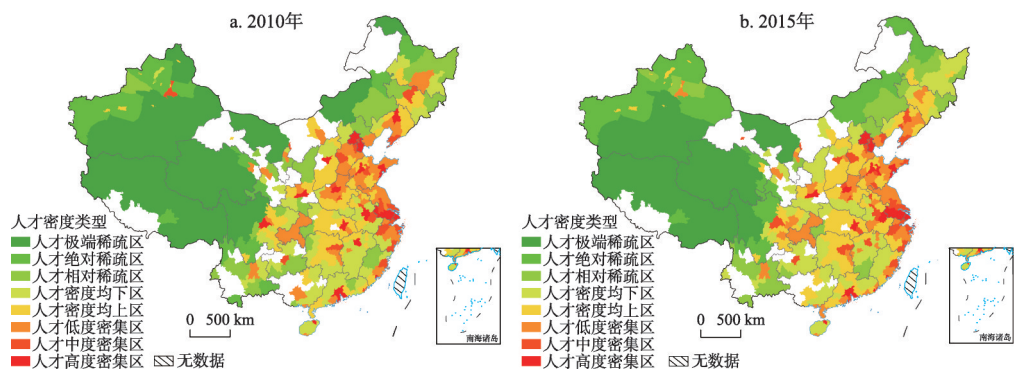 a. 2010年
人才密度类型
人才极端稀疏区
人才绝对稀疏区
人才相对稀疏区
人才密度均下区
人才密度均上区
人才低度密集区
人才中度密集区
人才高度密集区
无数据
0 500 km
南海诸岛
b. 2015年
人才密度类型
人才极端稀疏区
人才绝对稀疏区
人才相对稀疏区
人才密度均下区
人才密度均上区
人才低度密集区
人才中度密集区
人才高度密集区
无数据
0 500 km
南海诸岛